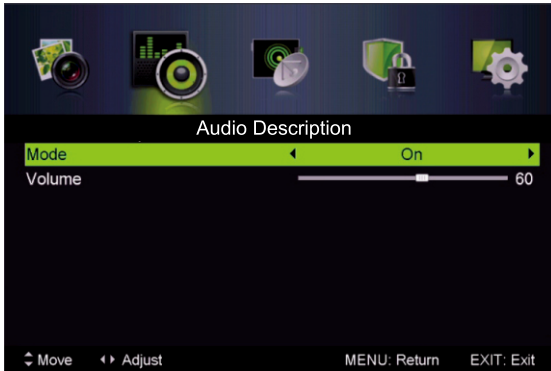 Audio Description
Mode On
Volume 60
Move Adjust MENU: Return EXIT: Exit